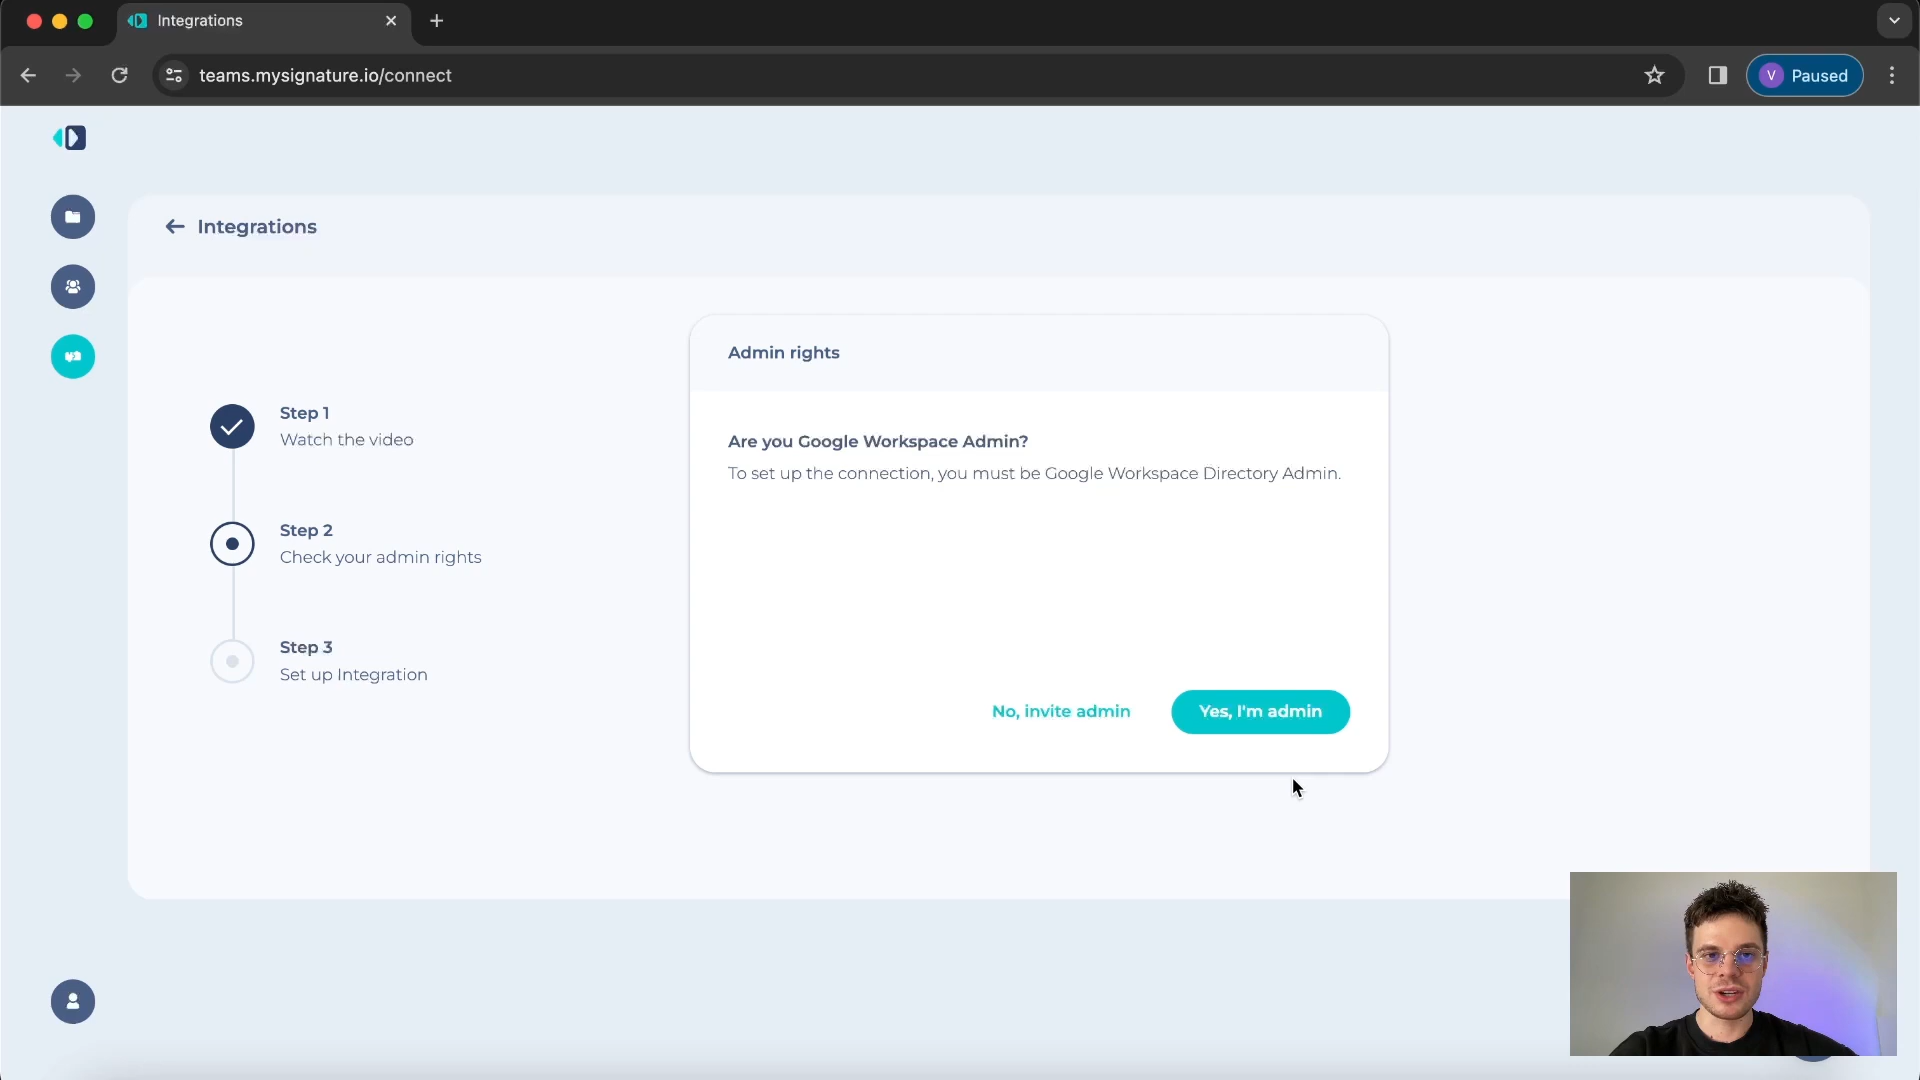 Integrations
teams.mysignature.io/connect
V Paused
Integrations
Admin rights
Step 1
Watch the video
Are you Google Workspace Admin?
To set up the connection, you must be Google Workspace Directory Admin.
Step 2
Check your admin rights
Step 3
Set up Integration
No, invite admin
Yes, I'm admin